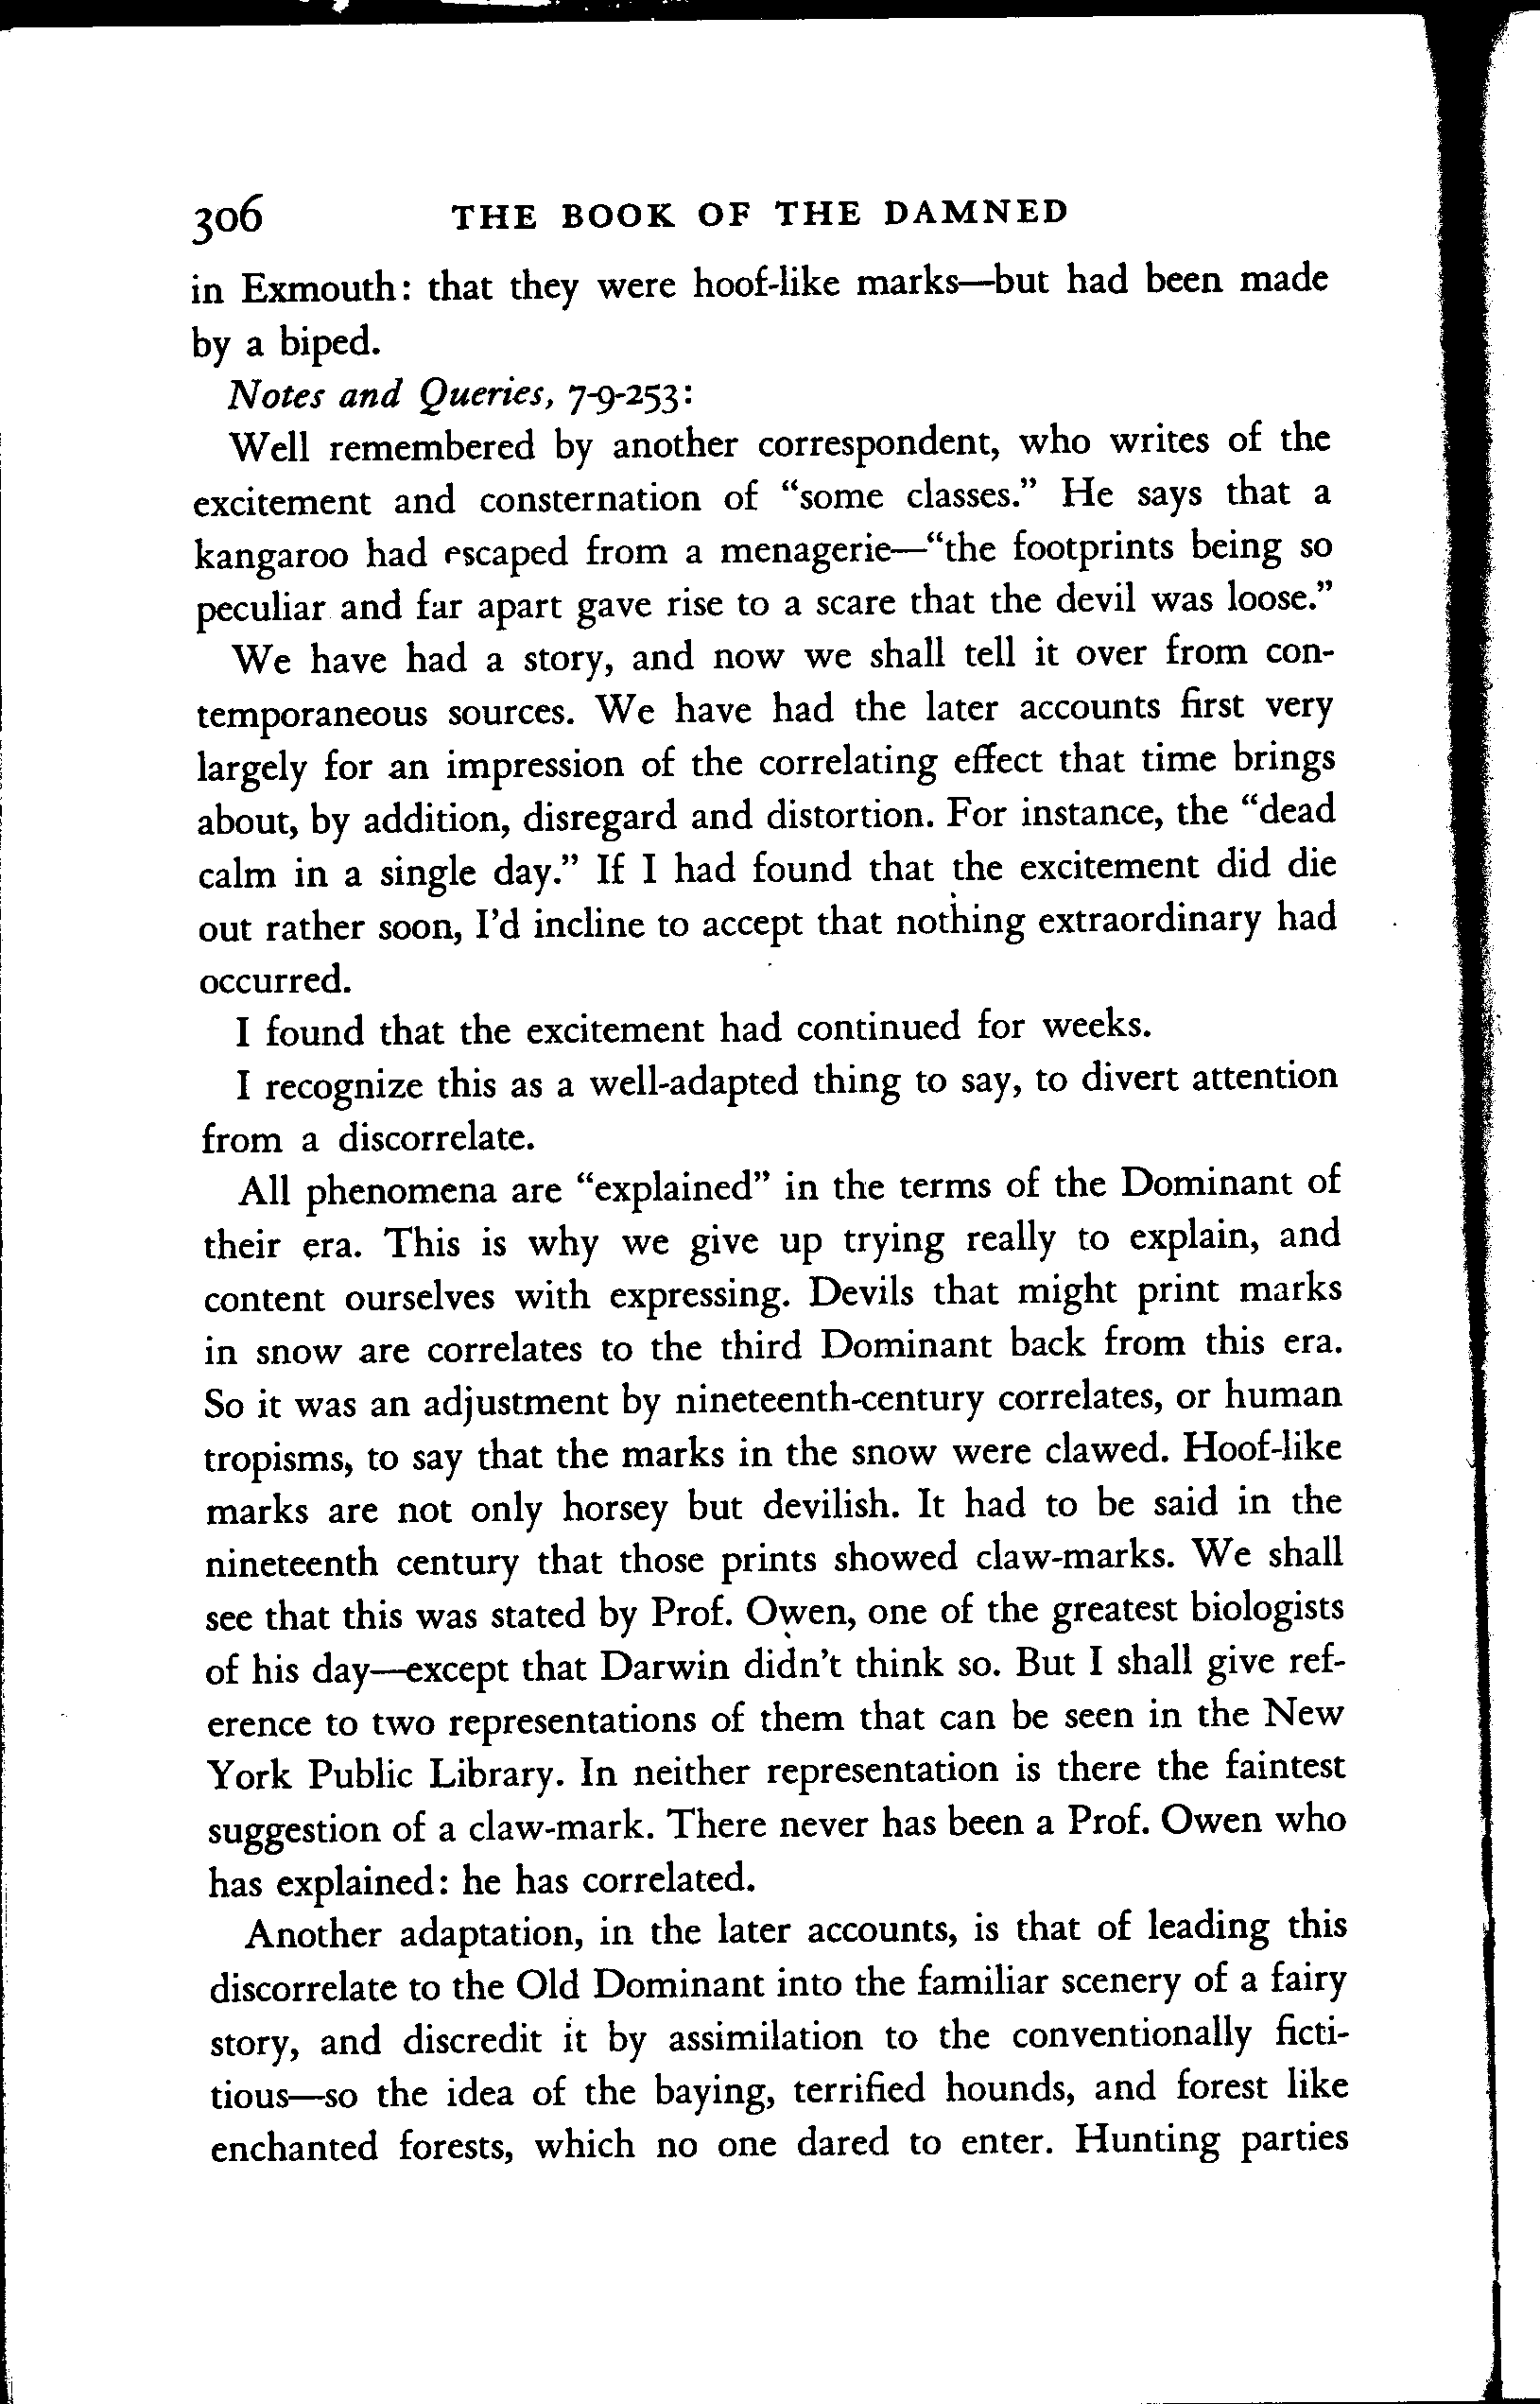 306 THE BOOK OF THE DAMNED
in Exmouth: that they were hoof-like marks—but had been made
by a biped.
Notes and Queries, 7-9-253:
Well remembered by another correspondent, who writes of the
excitement and consternation of “some classes.” He says that a
kangaroo had escaped from a menagerie—“the footprints being so
peculiar and far apart gave rise to a scare that the devil was loose.”
We have had a story, and now we shall tell it over from con-
temporaneous sources. We have had the later accounts first very
largely for an impression of the correlating effect that time brings
about, by addition, disregard and distortion. For instance, the “dead
calm in a single day.” If I had found that the excitement did die
out rather soon, I’d incline to accept that nothing extraordinary had
occurred.
I found that the excitement had continued for weeks.
I recognize this as a well-adapted thing to say, to divert attention
from a discorrelate.
All phenomena are “explained” in the terms of the Dominant of
their era. This is why we give up trying really to explain, and
content ourselves with expressing. Devils that might print marks
in snow are correlates to the third Dominant back from this era.
So it was an adjustment by nineteenth-century correlates, or human
tropisms, to say that the marks in the snow were clawed. Hoof-like
marks are not only horsey but devilish. It had to be said in the
nineteenth century that those prints showed claw-marks. We shall
see that this was stated by Prof. Owen, one of the greatest biologists
of his day—except that Darwin didn’t think so. But I shall give ref-
erence to two representations of them that can be seen in the New
York Public Library. In neither representation is there the faintest
suggestion of a claw-mark. There never has been a Prof. Owen who
has explained: he has correlated.
Another adaptation, in the later accounts, is that of leading this
discorrelate to the Old Dominant into the familiar scenery of a fairy
story, and discredit it by assimilation to the conventionally ficti-
tious—so the idea of the baying, terrified hounds, and forest like
enchanted forests, which no one dared to enter. Hunting parties